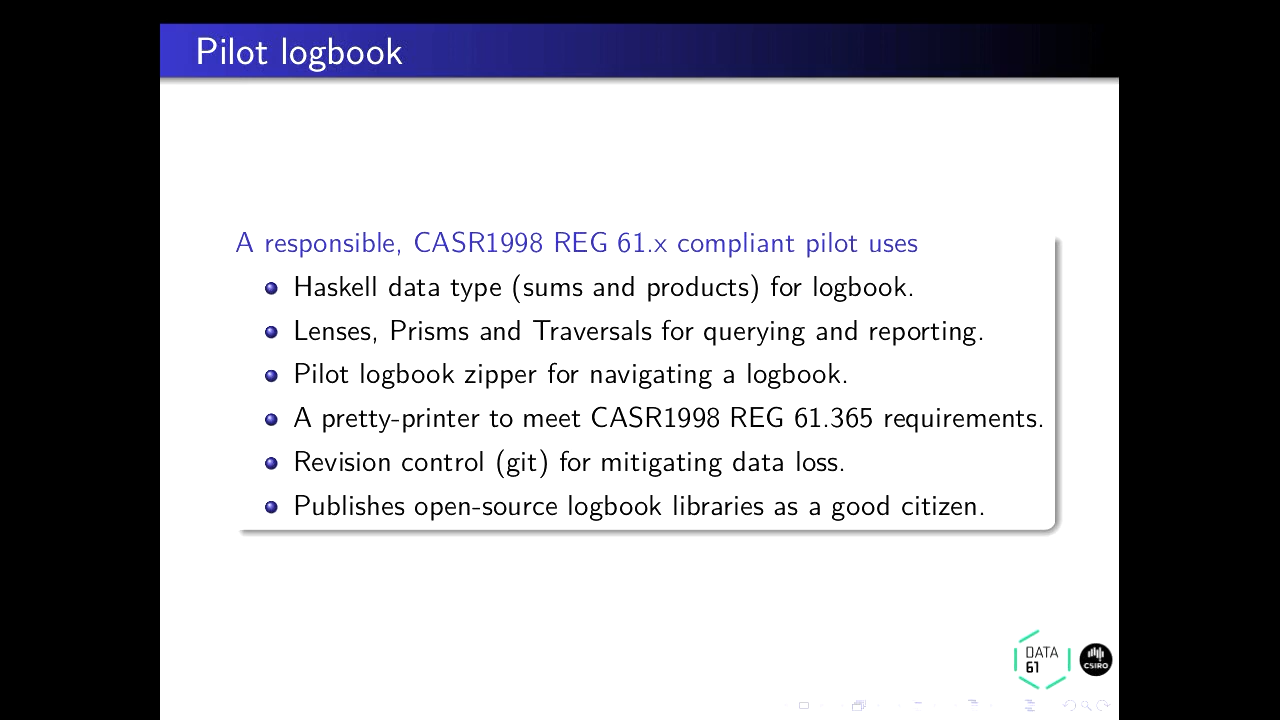 Pilot logbook
A responsible, CASR1998 REG 61.x compliant pilot uses
Haskell data type (sums and products) for logbook.
Lenses, Prisms and Traversals for querying and reporting.
Pilot logbook zipper for navigating a logbook.
A pretty-printer to meet CASR1998 REG 61.365 requirements.
Revision control (git) for mitigating data loss.
Publishes open-source logbook libraries as a good citizen.
DATA
61
CSIRO